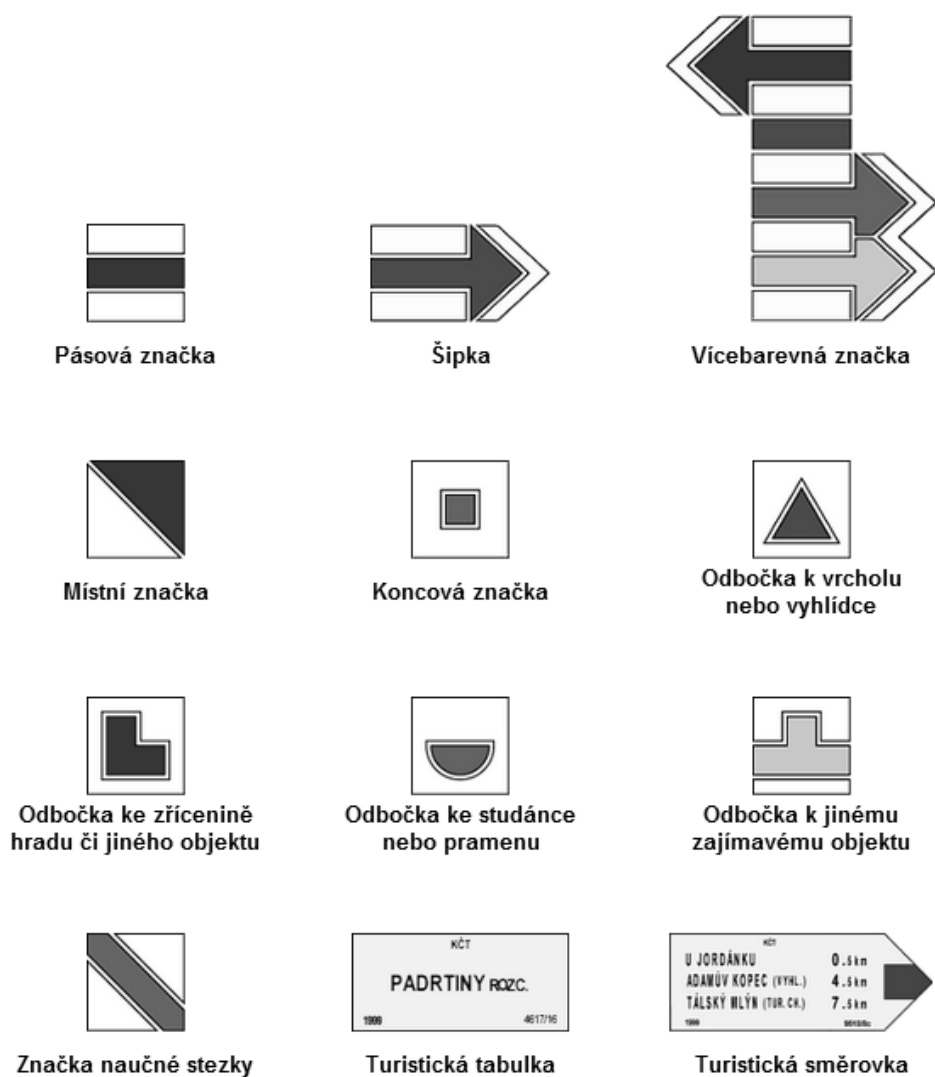 Pásová značka
Šipka
Vícebarevná značka
Místní značka
Koncová značka
Odbočka k vrcholu
nebo vyhlídce
Odbočka ke zřícenině
hradu či jiného objektu
Odbočka ke studánce
nebo pramenu
Odbočka k jinému
zajímavému objektu
KČT
PADRTINY ROZC.
1999
4617/16
KČT
U JORDÁNKU 0.5km
ADAMŮV KOPEC (VYHL.) 4.5km
TÁLSKÝ MLÝN (TUR. CH.) 7.5km
1999
Značka naučné stezky
Turistická tabulka
Turistická směrovka